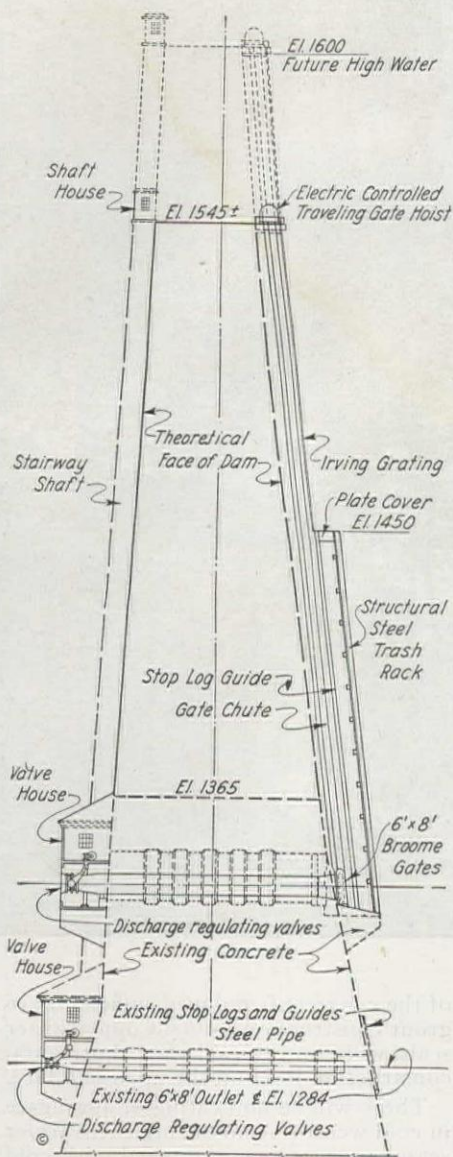 El. 1600
Future High Water
Shaft
House
El. 1545±
Electric Controlled
Traveling Gate Hoist
Theoretical
Face of Dam
Stairway
Shaft
Irving Grating
Plate Cover
El. 1450
Structural
Steel
Trash
Rack
Stop Log Guide
Gate Chute
El. 1365
Valve
House
6'x8'
Broome
Gates
Discharge regulating valves
Existing Concrete
Valve
House
Existing Stop Logs and Guides
Steel Pipe
Existing 6'x8' Outlet ℄ El. 1284
Discharge Regulating Valves
©